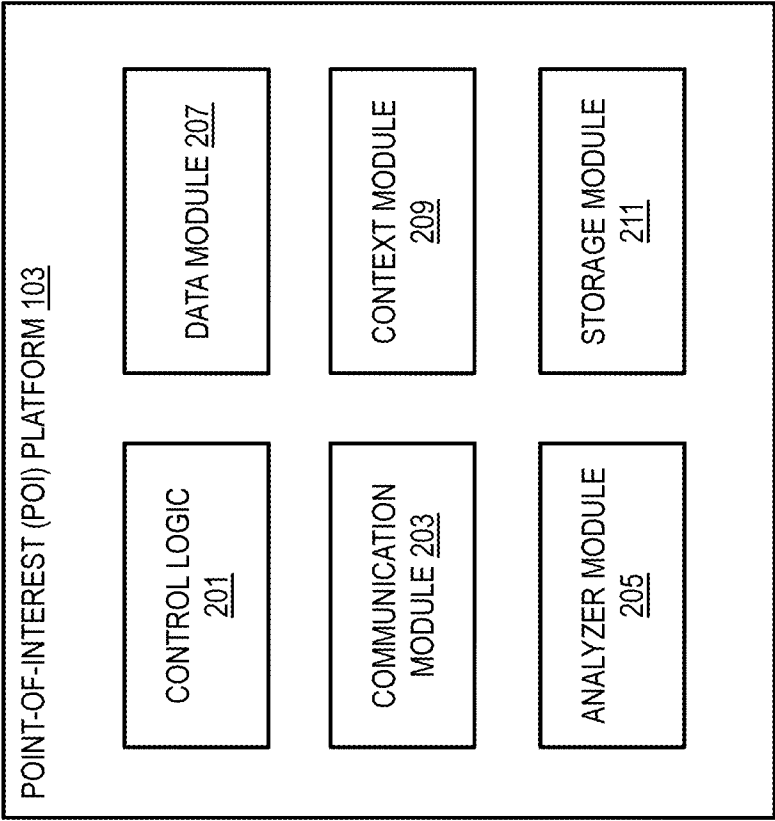 POINT-OF-INTEREST (POI) PLATFORM 103
CONTROL LOGIC
201
COMMUNICATION
MODULE 203
ANALYZER MODULE
205
DATA MODULE 207
CONTEXT MODULE
209
STORAGE MODULE
211